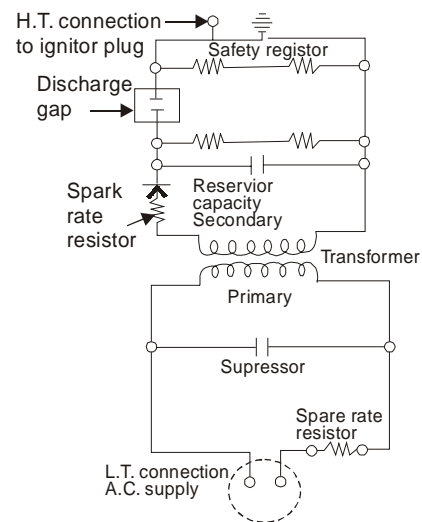 H.T. connection
to ignitor plug
Safety registor
Discharge
gap
Spark
rate
resistor
Reservior
capacity
Secondary
Transformer
Primary
Supressor
Spare rate
resistor
L.T. connection
A.C. supply